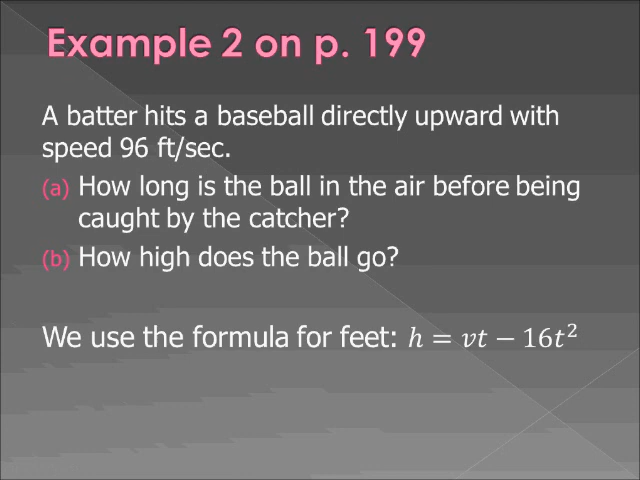 Example 2 on p. 199
A batter hits a baseball directly upward with
speed 96 ft/sec.
(a) How long is the ball in the air before being
caught by the catcher?
(b) How high does the ball go?
We use the formula for feet: ℎ = 𝑣𝑡 − 16𝑡²